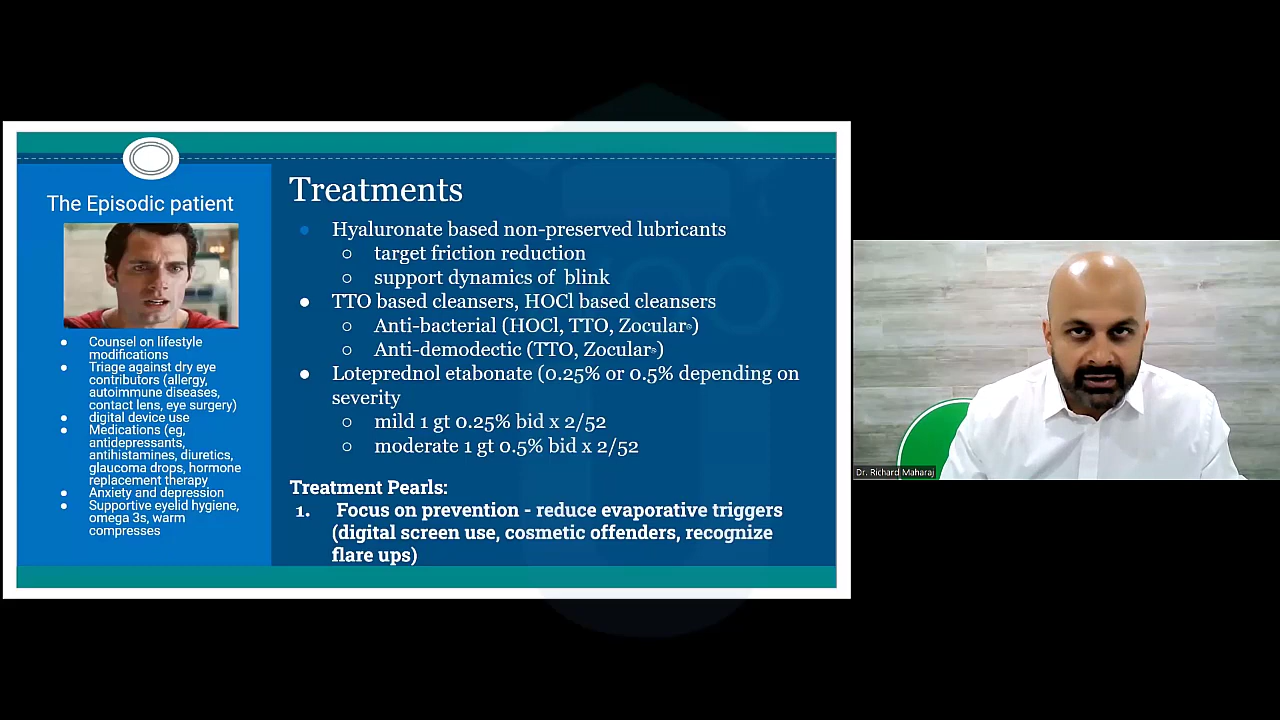 The Episodic patient
Counsel on lifestyle
modifications
Triage against dry eye
contributors (allergy,
autoimmune diseases,
contact lens, eye surgery)
digital device use
Medications (eg,
antidepressants,
antihistamines, diuretics,
glaucoma drops, hormone
replacement therapy
Anxiety and depression
Supportive eyelid hygiene,
omega 3s, warm
compresses
Treatments
Hyaluronate based non-preserved lubricants
target friction reduction
support dynamics of blink
TTO based cleansers, HOCl based cleansers
Anti-bacterial (HOCl, TTO, Zocular®)
Anti-demodectic (TTO, Zocular®)
Loteprednol etabonate (0.25% or 0.5% depending on
severity
mild 1 gt 0.25% bid x 2/52
moderate 1 gt 0.5% bid x 2/52
Treatment Pearls:
1. Focus on prevention - reduce evaporative triggers
(digital screen use, cosmetic offenders, recognize
flare ups)
Dr. Richard Maharaj